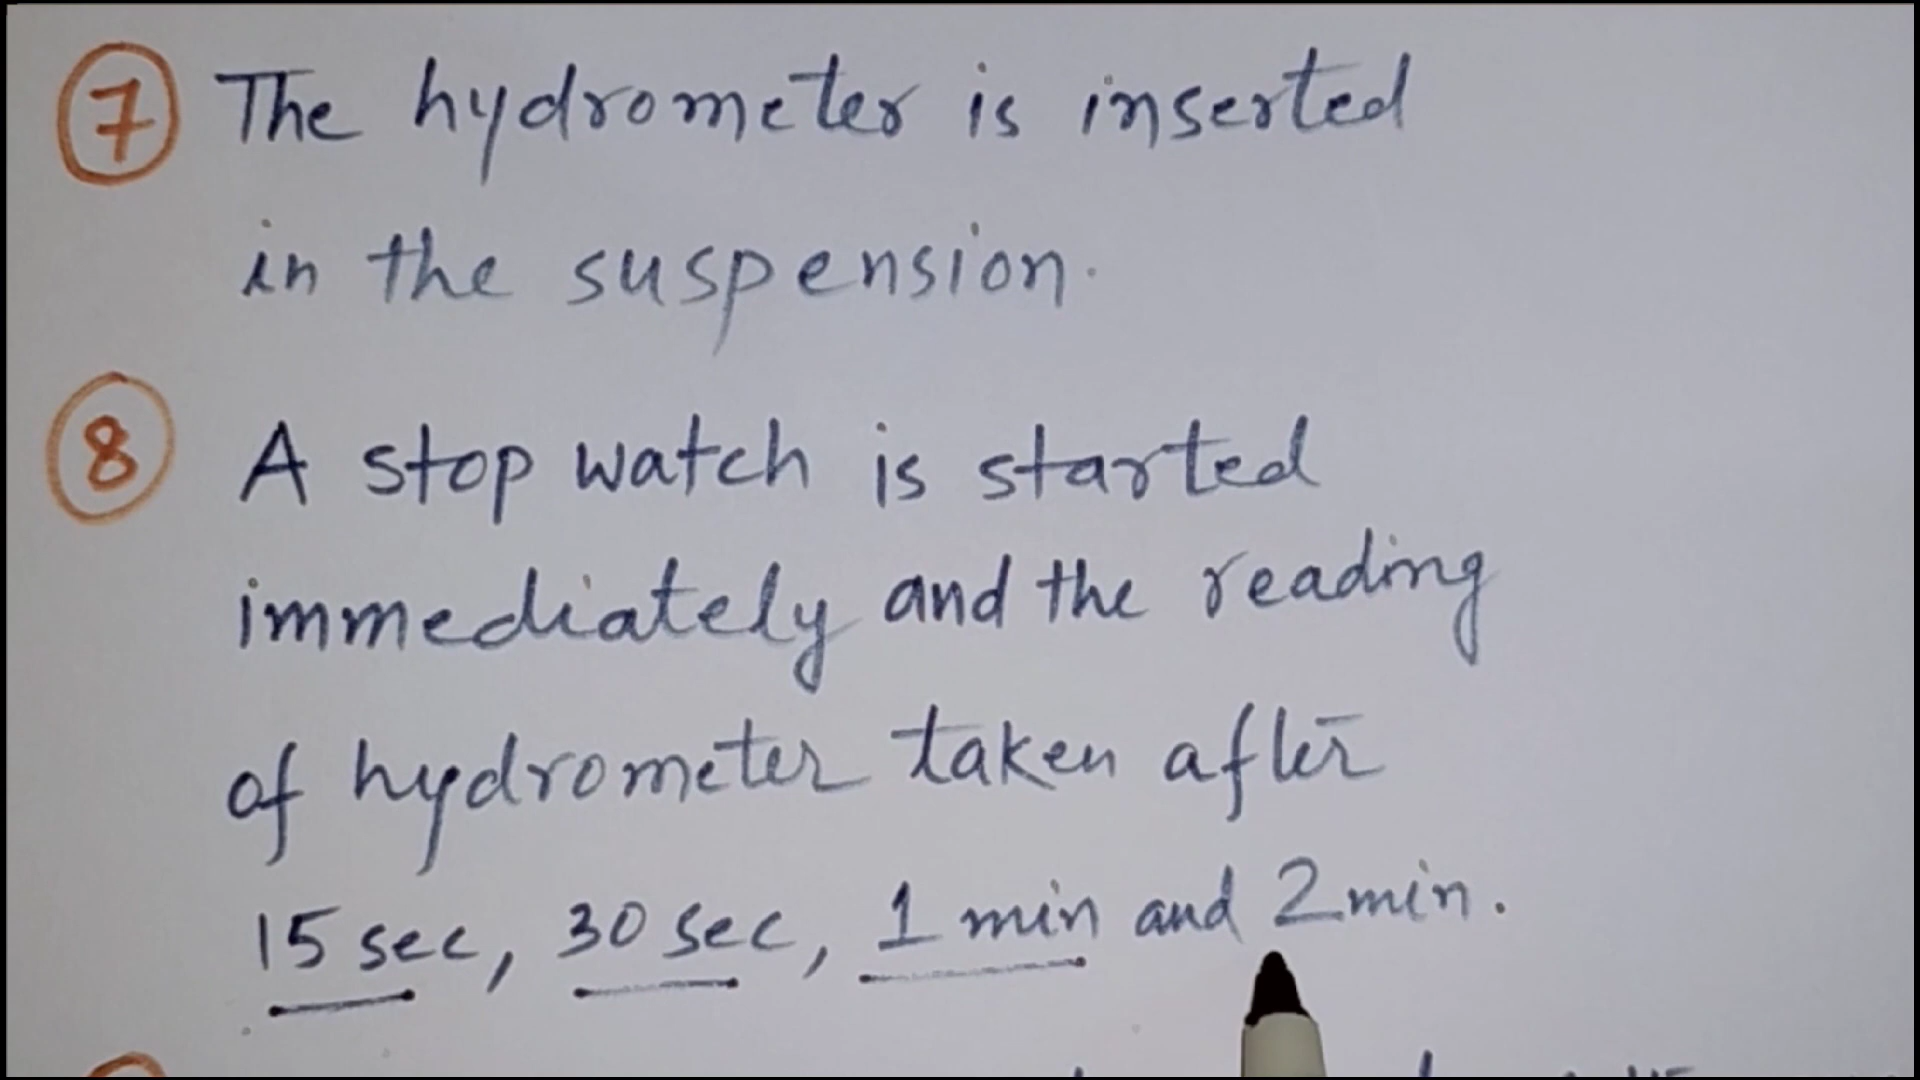 7 The hydrometer is inserted
in the suspension.
8 A stop watch is started
immediately and the reading
of hydrometer taken after
15 sec, 30 sec, 1 min and 2 min.